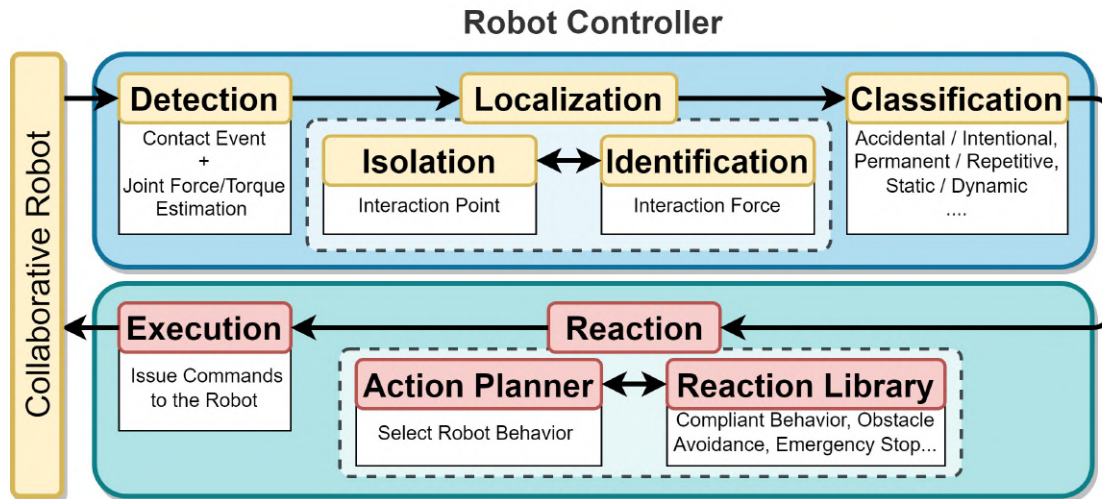 Robot Controller
Collaborative Robot
Detection
Contact Event
+
Joint Force/Torque
Estimation
Localization
Isolation
Interaction Point
Identification
Interaction Force
Classification
Accidental / Intentional,
Permanent / Repetitive,
Static / Dynamic
....
Execution
Issue Commands
to the Robot
Reaction
Action Planner
Select Robot Behavior
Reaction Library
Compliant Behavior, Obstacle
Avoidance, Emergency Stop...